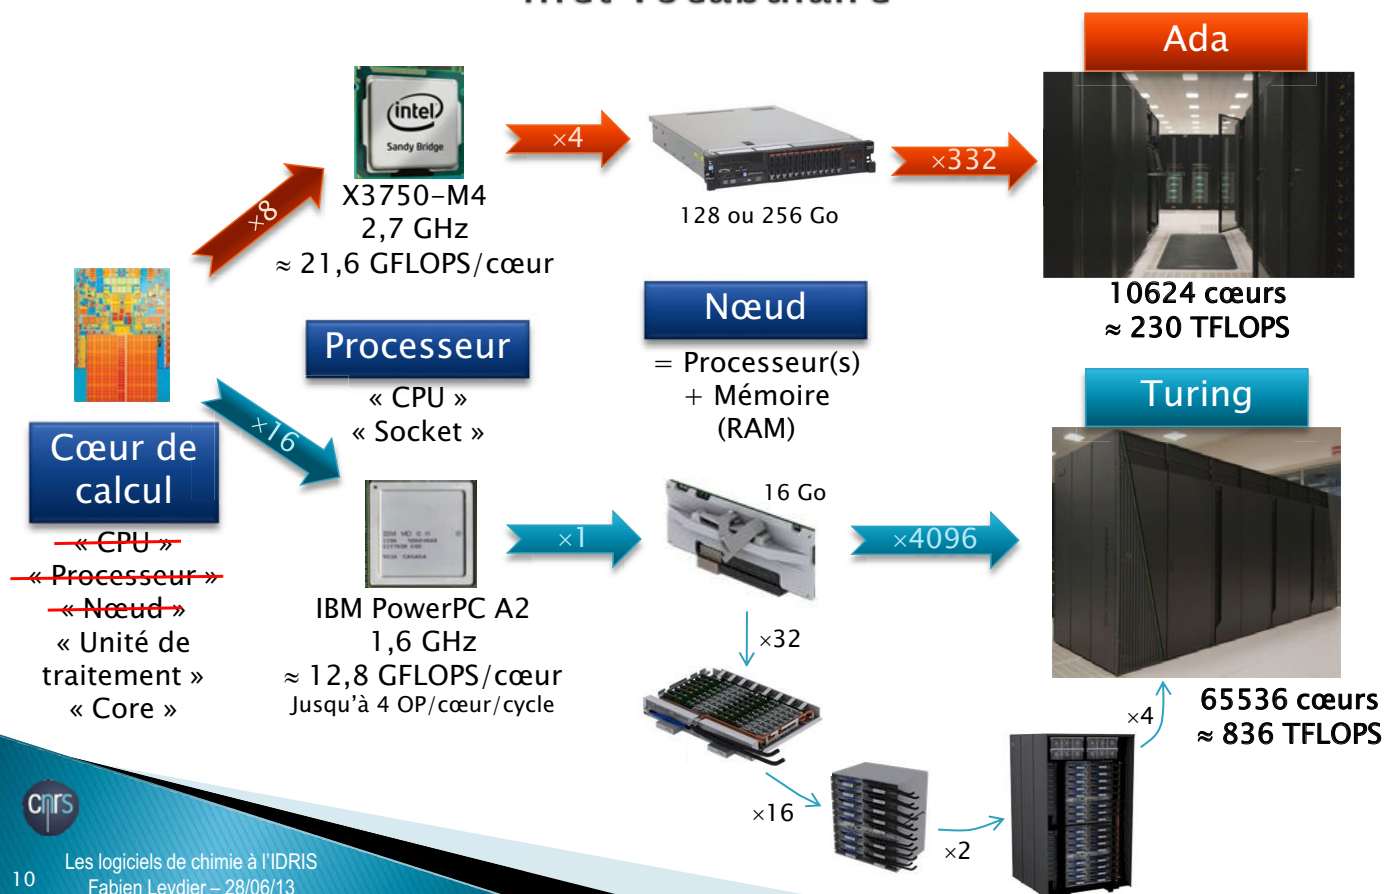 Ada
intel
Sandy Bridge
×8
×4
×332
X3750-M4
2,7 GHz
≈ 21,6 GFLOPS/cœur
128 ou 256 Go
10624 cœurs
≈ 230 TFLOPS
Processeur
« CPU »
« Socket »
Nœud
= Processeur(s)
+ Mémoire
(RAM)
Turing
×16
Cœur de
calcul
« CPU »
« Processeur »
« Nœud »
« Unité de
traitement »
« Core »
×1
16 Go
×4096
IBM PowerPC A2
1,6 GHz
≈ 12,8 GFLOPS/cœur
Jusqu'à 4 OP/cœur/cycle
×32
×16
×2
×4
65536 cœurs
≈ 836 TFLOPS
cnrs
Les logiciels de chimie à l'IDRIS
10
Fabien Leydier – 28/06/13